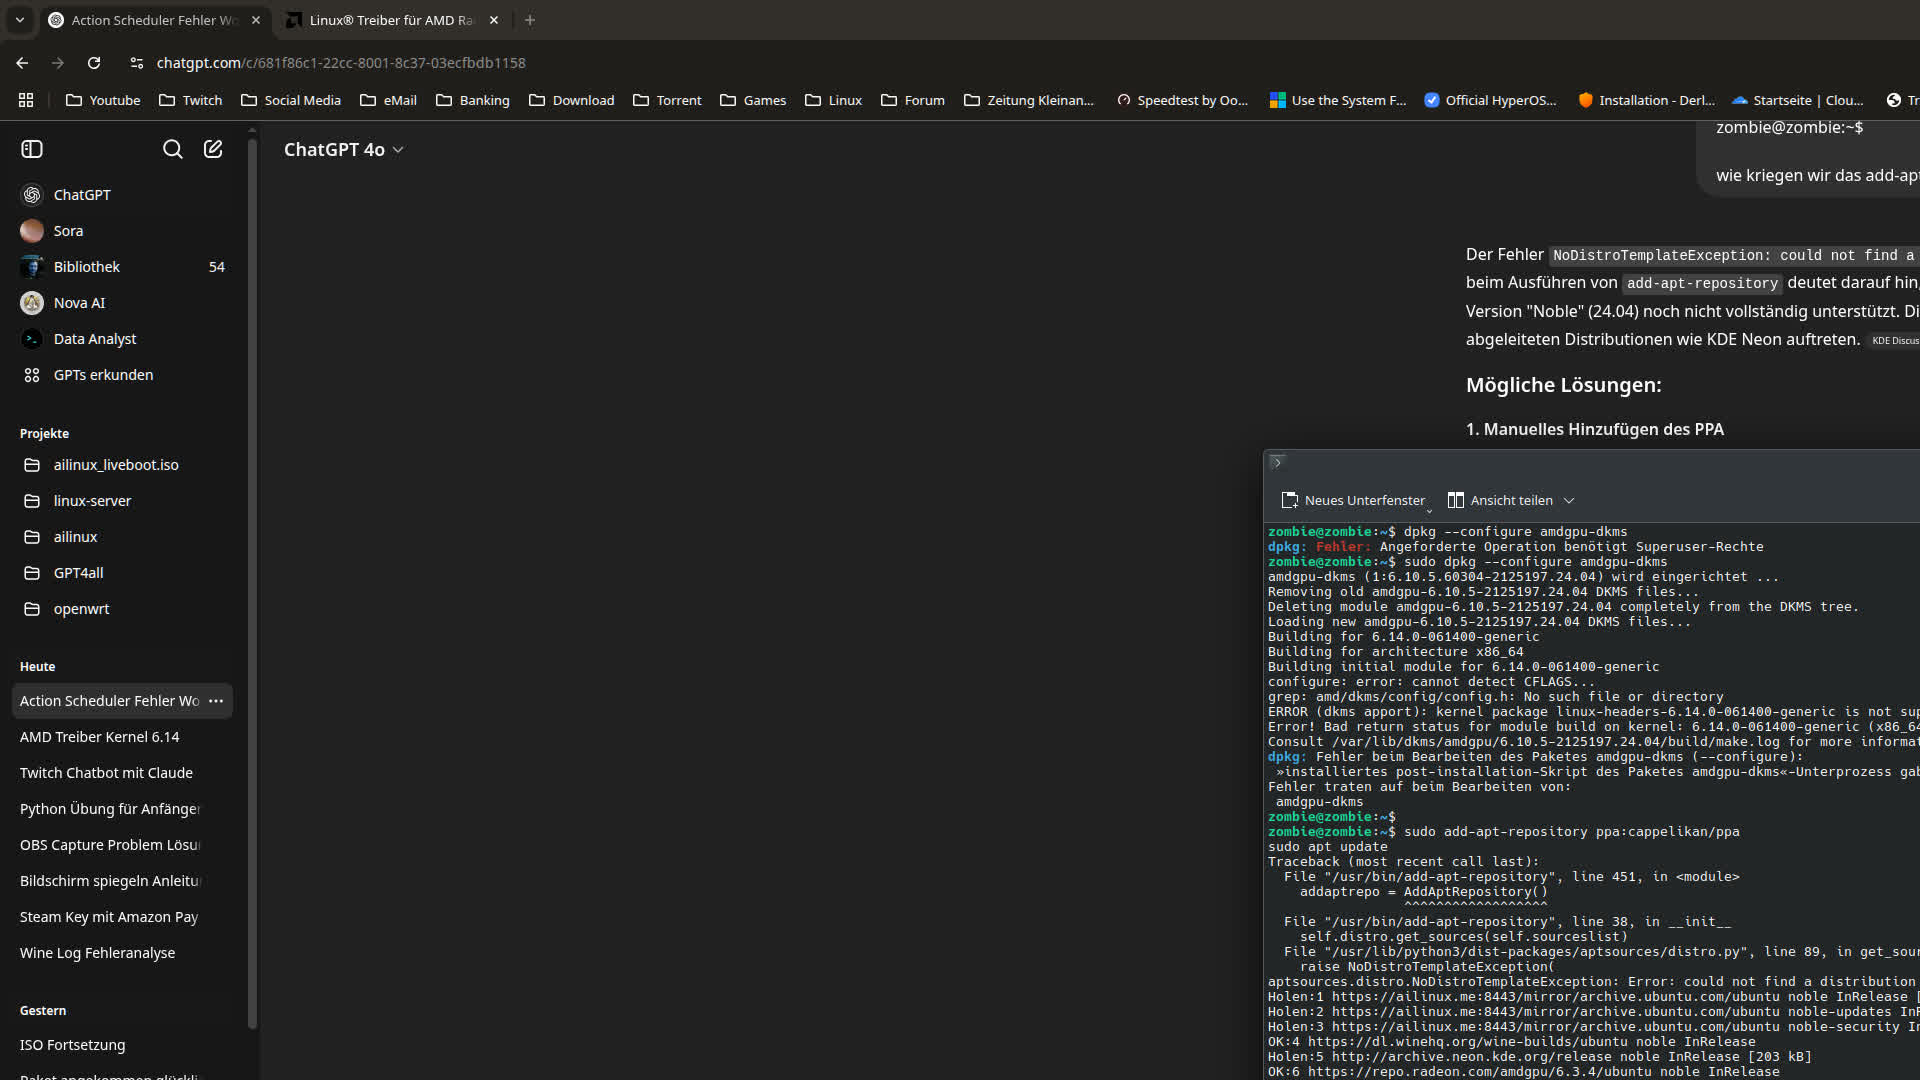 Action Scheduler Fehler Wo
Linux® Treiber für AMD Ra
chatgpt.com/c/681f86c1-22cc-8001-8c37-03ecfbdb1158
Youtube Twitch Social Media eMail Banking Download Torrent Games Linux Forum Zeitung Kleinan... Speedtest by Oo... Use the System F... Official HyperOS... Installation - Derl... Startseite | Clou... Tr
ChatGPT 4o
ChatGPT
Sora
Bibliothek 54
Nova AI
Data Analyst
GPTs erkunden
Projekte
ailinux_liveboot.iso
linux-server
ailinux
GPT4all
openwrt
Heute
Action Scheduler Fehler Wo ...
AMD Treiber Kernel 6.14
Twitch Chatbot mit Claude
Python Übung für Anfänger
OBS Capture Problem Lösu
Bildschirm spiegeln Anleitu
Steam Key mit Amazon Pay
Wine Log Fehleranalyse
Gestern
ISO Fortsetzung
zombie@zombie:~$
wie kriegen wir das add-apt
Der Fehler NoDistroTemplateException: could not find a
beim Ausführen von add-apt-repository deutet darauf hin,
Version "Noble" (24.04) noch nicht vollständig unterstützt. Di
abgeleiteten Distributionen wie KDE Neon auftreten. KDE Discus
Mögliche Lösungen:
1. Manuelles Hinzufügen des PPA
Neues Unterfenster Ansicht teilen
zombie@zombie:~$ dpkg --configure amdgpu-dkms
dpkg: Fehler: Angeforderte Operation benötigt Superuser-Rechte
zombie@zombie:~$ sudo dpkg --configure amdgpu-dkms
amdgpu-dkms (1:6.10.5.60304-2125197.24.04) wird eingerichtet ...
Removing old amdgpu-6.10.5-2125197.24.04 DKMS files...
Deleting module amdgpu-6.10.5-2125197.24.04 completely from the DKMS tree.
Loading new amdgpu-6.10.5-2125197.24.04 DKMS files...
Building for 6.14.0-061400-generic
Building for architecture x86_64
Building initial module for 6.14.0-061400-generic
configure: error: cannot detect CFLAGS...
grep: amd/dkms/config/config.h: No such file or directory
ERROR (dkms apport): kernel package linux-headers-6.14.0-061400-generic is not sup
Error! Bad return status for module build on kernel: 6.14.0-061400-generic (x86_64
Consult /var/lib/dkms/amdgpu/6.10.5-2125197.24.04/build/make.log for more informat
dpkg: Fehler beim Bearbeiten des Paketes amdgpu-dkms (--configure):
»installiertes post-installation-Skript des Paketes amdgpu-dkms«-Unterprozess gab
Fehler traten auf beim Bearbeiten von:
amdgpu-dkms
zombie@zombie:~$
zombie@zombie:~$ sudo add-apt-repository ppa:cappelikan/ppa
sudo apt update
Traceback (most recent call last):
File "/usr/bin/add-apt-repository", line 451, in <module>
addaptrepo = AddAptRepository()
^^^^^^^^^^^^^^^^^^
File "/usr/bin/add-apt-repository", line 38, in __init__
self.distro.get_sources(self.sourceslist)
File "/usr/lib/python3/dist-packages/aptsources/distro.py", line 89, in get_sour
raise NoDistroTemplateException(
aptsources.distro.NoDistroTemplateException: Error: could not find a distribution
Holen:1 https://ailinux.me:8443/mirror/archive.ubuntu.com/ubuntu noble InRelease [
Holen:2 https://ailinux.me:8443/mirror/archive.ubuntu.com/ubuntu noble-updates InR
Holen:3 https://ailinux.me:8443/mirror/archive.ubuntu.com/ubuntu noble-security In
OK:4 https://dl.winehq.org/wine-builds/ubuntu noble InRelease
Holen:5 http://archive.neon.kde.org/release noble InRelease [203 kB]
OK:6 https://repo.radeon.com/amdgpu/6.3.4/ubuntu noble InRelease